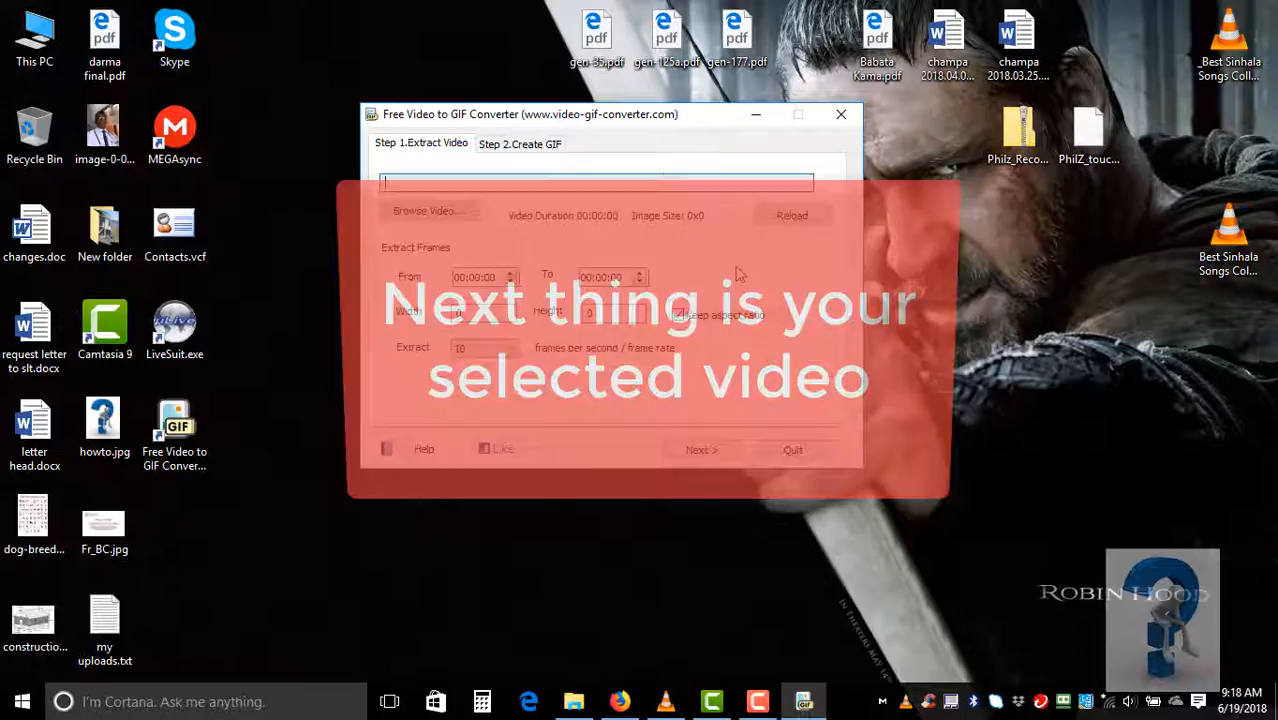 This PC
darma
final.pdf
Skype
gen-35.pdf
gen-125a.pdf
gen-177.pdf
Babata
Kama.pdf
champa
2018.04.0...
champa
2018.03.25....
_Best Sinhala
Songs Coll...
Recycle Bin
image-0-0...
MEGAsync
Philz_Reco...
PhilZ_touc...
changes.doc
New folder
Contacts.vcf
Best Sinhala
Songs Col...
request letter
to slt.docx
Camtasia 9
LiveSuit.exe
letter
head.docx
howto.jpg
GIF
Free Video to
GIF Conver...
dog-breed...
Fr_BC.jpg
constructio...
my
uploads.txt
Free Video to GIF Converter (www.video-gif-converter.com)
Step 1.Extract Video
Step 2.Create GIF
Browse Video...
Video Duration 00:00:00
Image Size: 0x0
Reload
Extract Frames
From
00:00:00
To
00:00:00
Width
0
Height
0
Keep aspect ratio
Extract
10
frames per second / frame rate
Help
Like
Next >
Quit
Next thing is your
selected video
Robin Hood
In Theaters May 14th
I'm Cortana. Ask me anything.
9:18 AM
6/19/2018